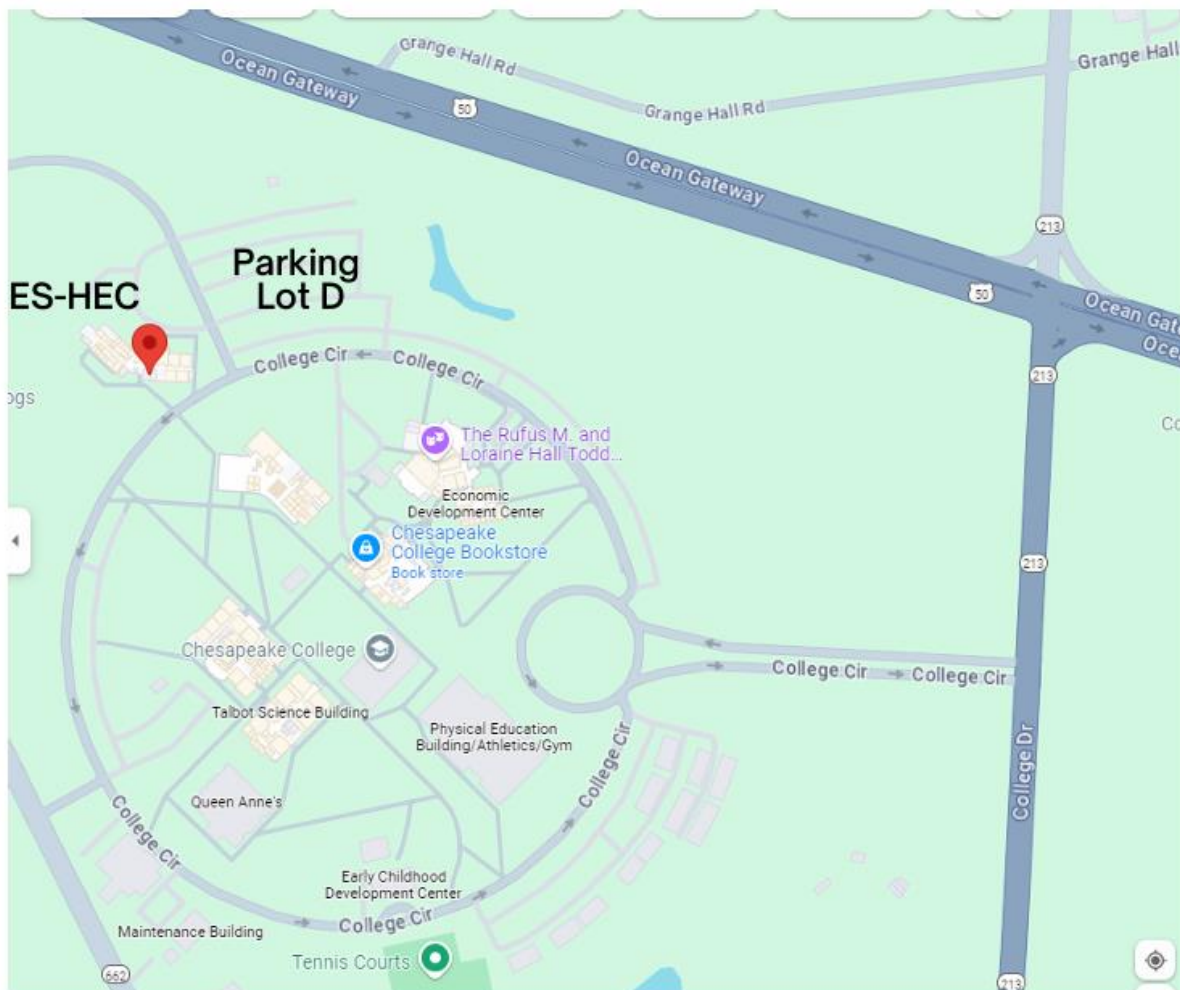 Grange Hall Rd
Grange Hall
Ocean Gateway
50
Grange Hall Rd
Ocean Gateway
213
Parking
Lot D
ES-HEC
50
Ocean Gate
Oce
213
College Cir
College Cir
ogs
Co
The Rufus M. and
Loraine Hall Todd...
Economic
Development Center
Chesapeake
College Bookstore
Book store
213
Chesapeake College
College Cir
College Cir
Talbot Science Building
Physical Education
Building/Athletics/Gym
College Cir
College Dr
Queen Anne's
College Cir
Early Childhood
Development Center
College Cir
Maintenance Building
Tennis Courts
662
213